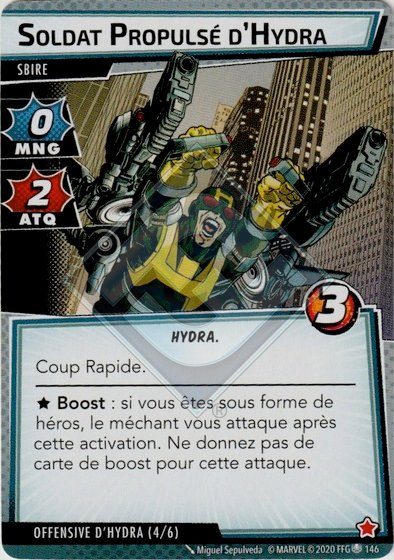 SOLDAT PROPULSÉ D'HYDRA
SBIRE
0
MNG
2
ATQ
3
HYDRA.
Coup Rapide.
★ Boost : si vous êtes sous forme de
héros, le méchant vous attaque après
cette activation. Ne donnez pas de
carte de boost pour cette attaque.
®
OFFENSIVE D'HYDRA (4/6)
Miguel Sepulveda © MARVEL © 2020 FFG 146